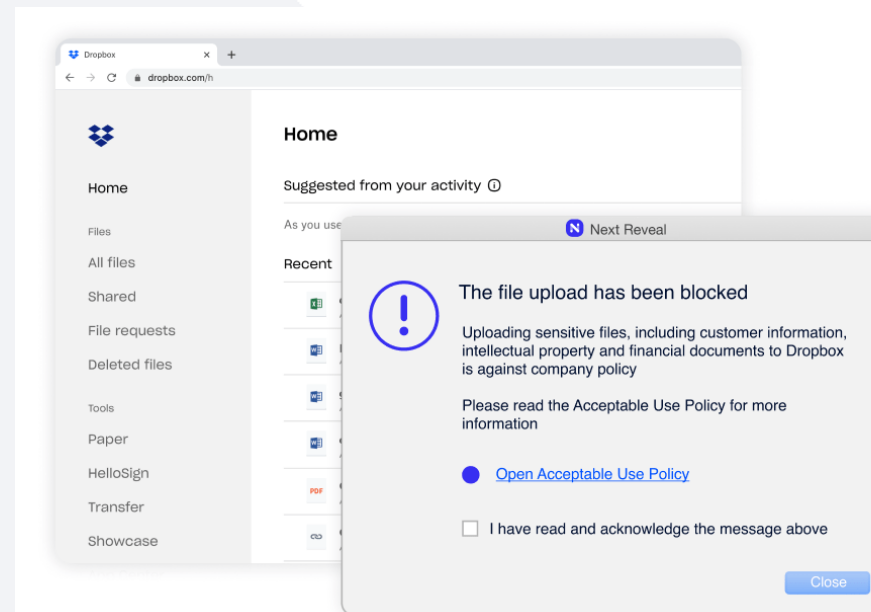 Dropbox
dropbox.com/h
Home
Suggested from your activity
As you use
Recent
Home
Files
All files
Shared
File requests
Deleted files
Tools
Paper
HelloSign
Transfer
Showcase
PDF
N Next Reveal
The file upload has been blocked
Uploading sensitive files, including customer information,
intellectual property and financial documents to Dropbox
is against company policy
Please read the Acceptable Use Policy for more
information
Open Acceptable Use Policy
I have read and acknowledge the message above
Close